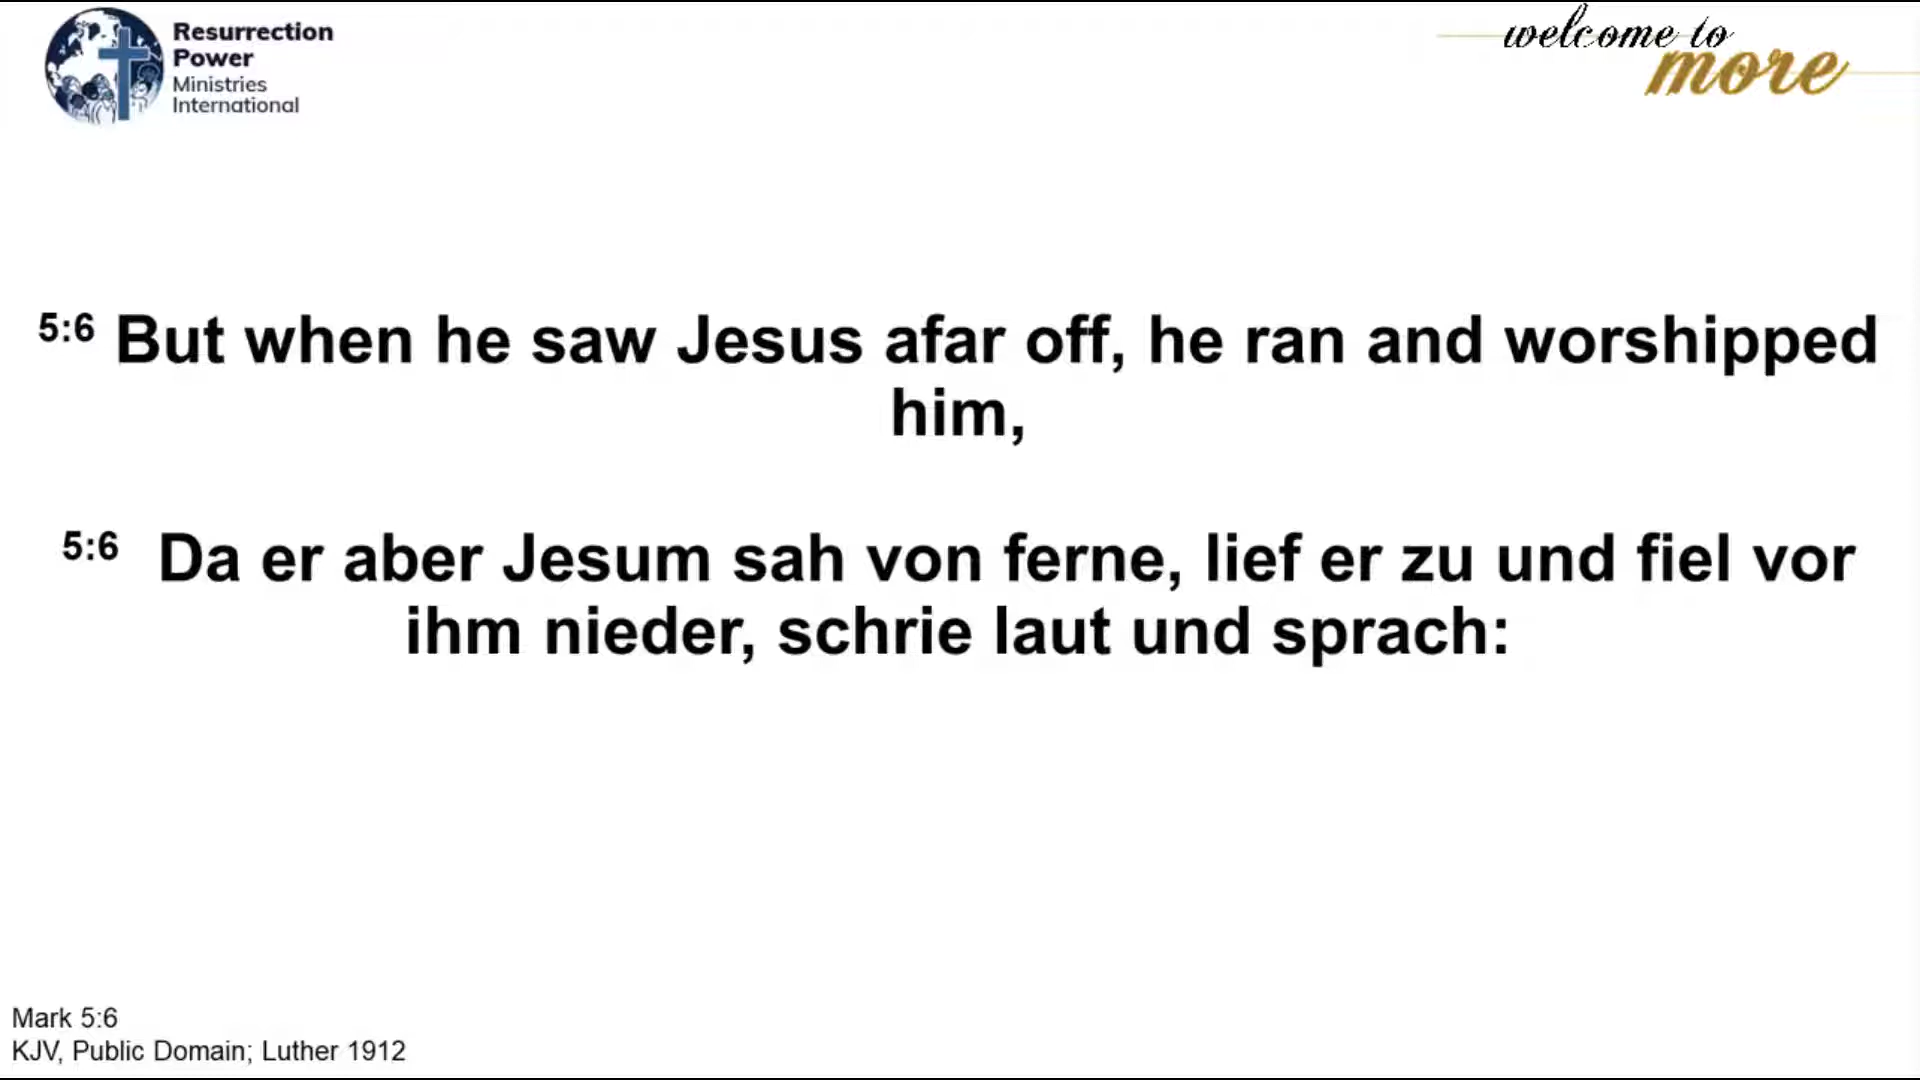 Resurrection
Power
Ministries
International
welcome to
more
5:6 But when he saw Jesus afar off, he ran and worshipped
him,
5:6 Da er aber Jesum sah von ferne, lief er zu und fiel vor
ihm nieder, schrie laut und sprach:
Mark 5:6
KJV, Public Domain; Luther 1912